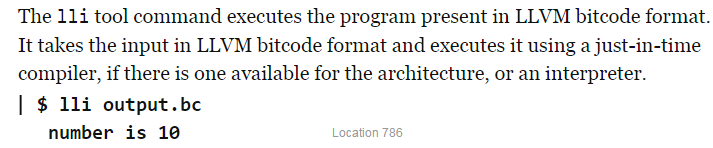 The lli tool command executes the program present in LLVM bitcode format.
It takes the input in LLVM bitcode format and executes it using a just-in-time
compiler, if there is one available for the architecture, or an interpreter.
| $ lli output.bc
number is 10
Location 786